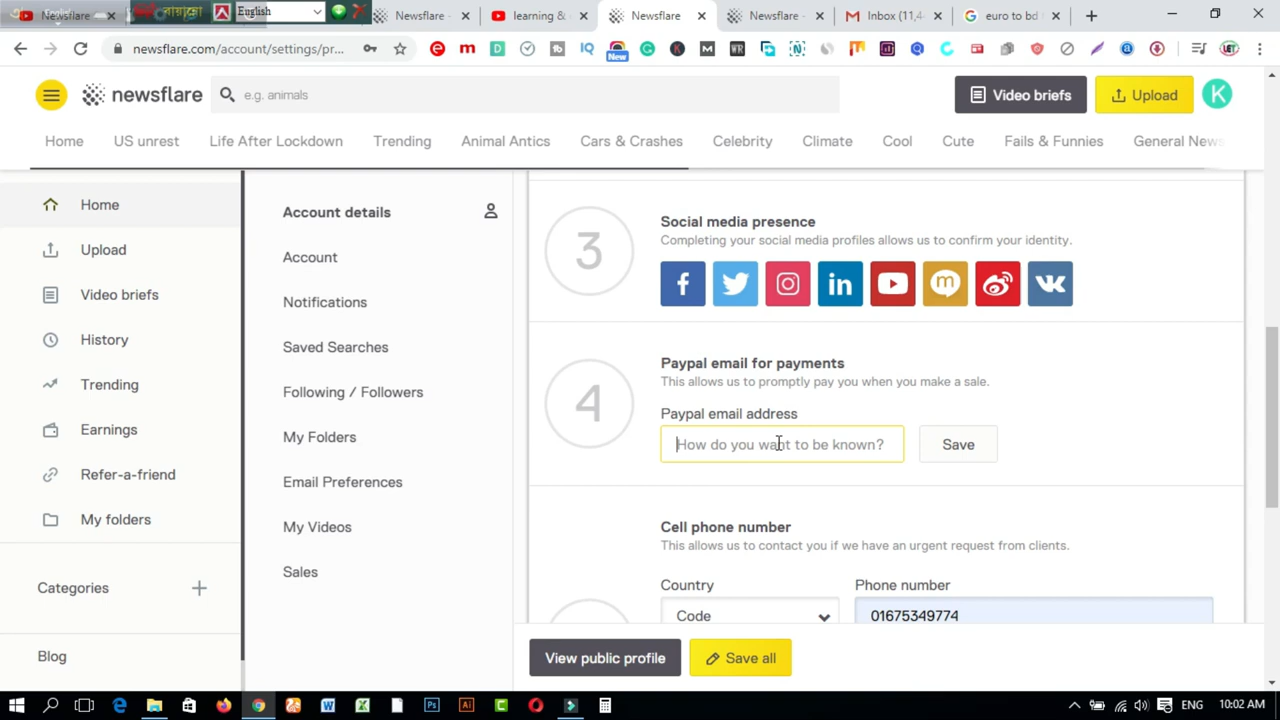 Newsflare
বায়ান্নো
English
Newsflare -
learning &
Newsflare
Newsflare -
Inbox (11,4
euro to bd
newsflare.com/account/settings/pr...
New
newsflare
e.g. animals
Video briefs
Upload
K
Home
US unrest
Life After Lockdown
Trending
Animal Antics
Cars & Crashes
Celebrity
Climate
Cool
Cute
Fails & Funnies
General News
Home
Upload
Video briefs
History
Trending
Earnings
Refer-a-friend
My folders
Categories
Blog
Account details
Account
Notifications
Saved Searches
Following / Followers
My Folders
Email Preferences
My Videos
Sales
3
Social media presence
Completing your social media profiles allows us to confirm your identity.
4
Paypal email for payments
This allows us to promptly pay you when you make a sale.
Paypal email address
How do you want to be known?
Save
Cell phone number
This allows us to contact you if we have an urgent request from clients.
Country
Phone number
Code
01675349774
View public profile
Save all
ENG
10:02 AM